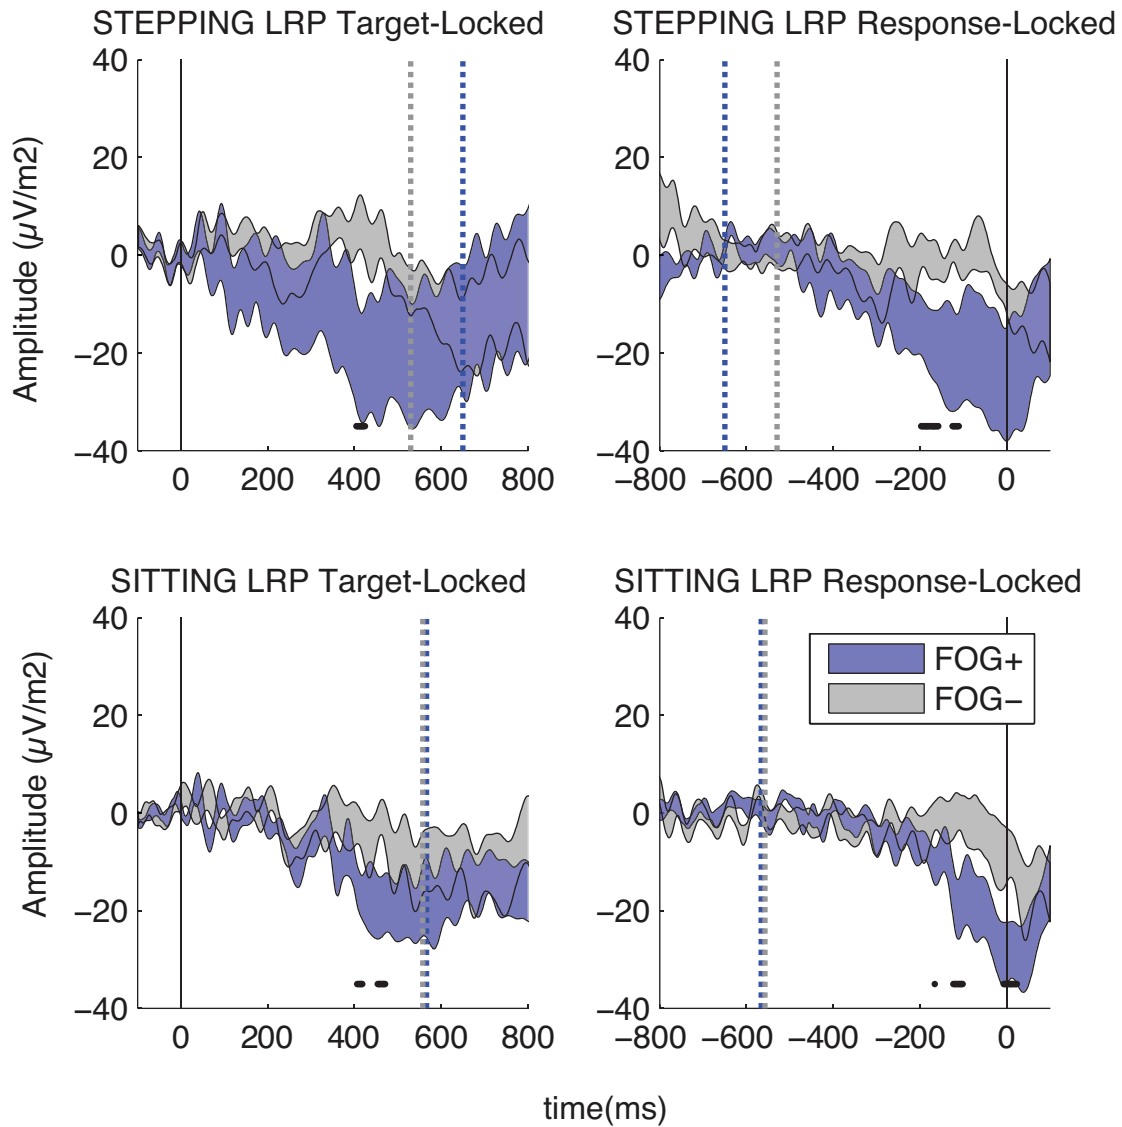 STEPPING LRP Target-Locked
STEPPING LRP Response-Locked
Amplitude (µV/m2)
40
20
0
−20
−40
0 200 400 600 800
40
20
0
−20
−40
−800 −600 −400 −200 0
SITTING LRP Target-Locked
SITTING LRP Response-Locked
Amplitude (µV/m2)
40
20
0
−20
−40
0 200 400 600 800
40
20
0
−20
−40
−800 −600 −400 −200 0
FOG+
FOG−
time(ms)